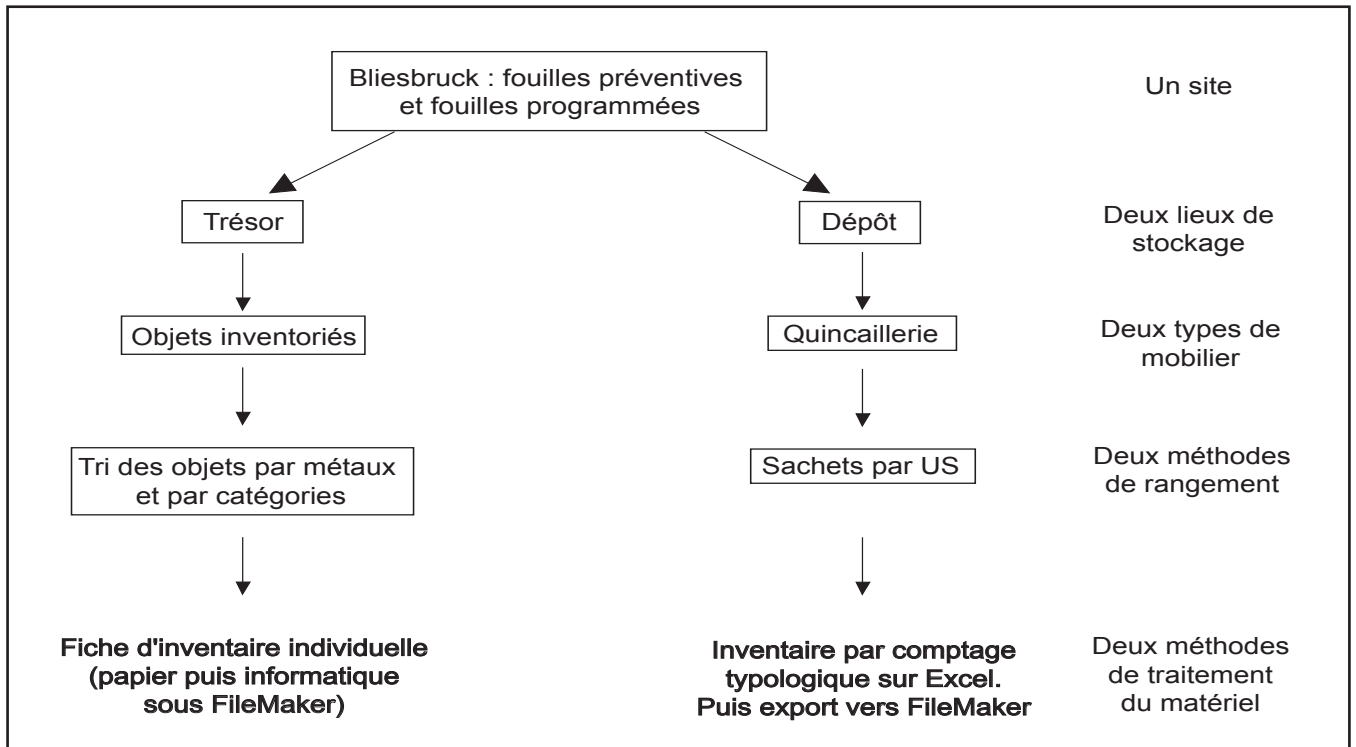 Bliesbruck : fouilles préventives
et fouilles programmées
Un site
Trésor
Dépôt
Deux lieux de
stockage
Objets inventoriés
Quincaillerie
Deux types de
mobilier
Tri des objets par métaux
et par catégories
Sachets par US
Deux méthodes
de rangement
Fiche d'inventaire individuelle
(papier puis informatique
sous FileMaker)
Inventaire par comptage
typologique sur Excel.
Puis export vers FileMaker
Deux méthodes
de traitement
du matériel